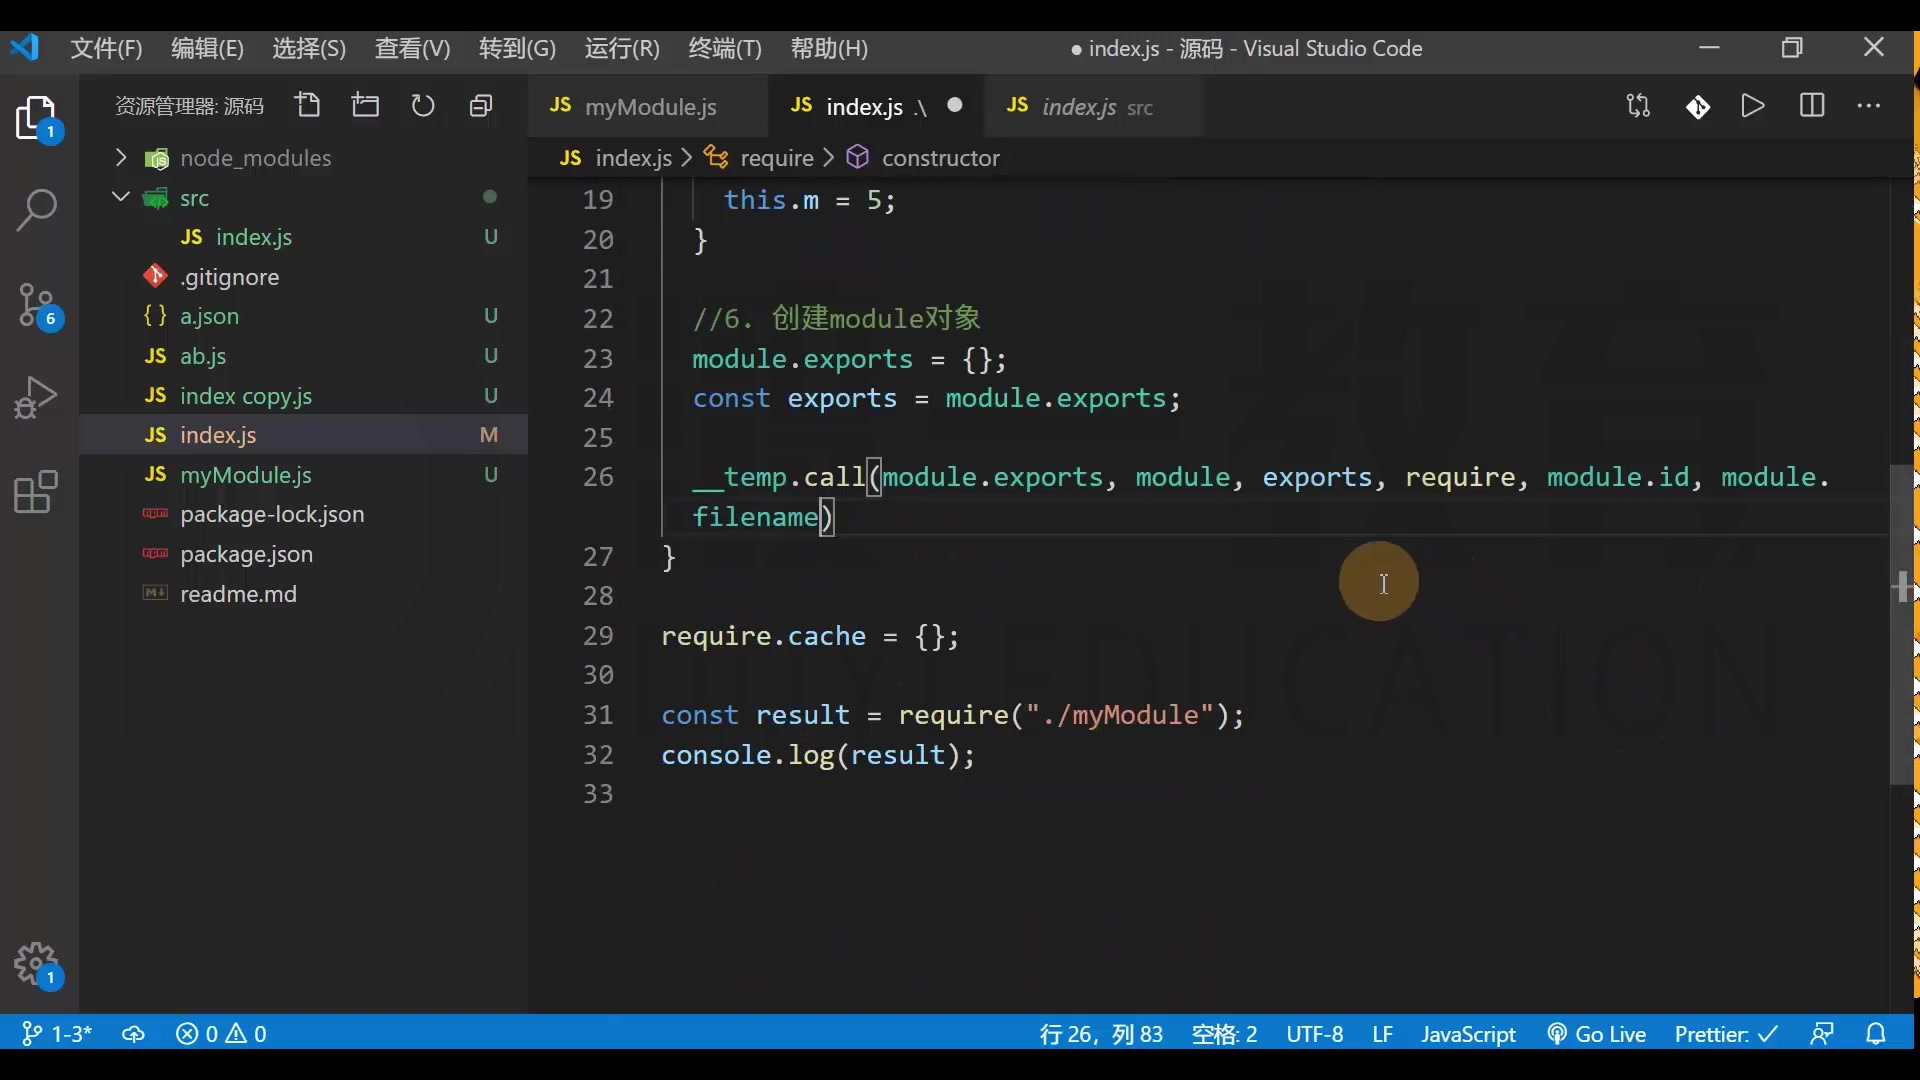 文件(F) 编辑(E) 选择(S) 查看(V) 转到(G) 运行(R) 终端(T) 帮助(H) ● index.js - 源码 - Visual Studio Code
资源管理器: 源码
JS myModule.js JS index.js .\ JS index.js src
JS index.js > require > constructor
1
node_modules
src
JS index.js U
.gitignore
{ } a.json U
6
JS ab.js U
JS index copy.js U
JS index.js M
JS myModule.js U
package-lock.json
package.json
readme.md
1
19 this.m = 5;
20 }
21
22 //6. 创建module对象
23 module.exports = {};
24 const exports = module.exports;
25
26 __temp.call(module.exports, module, exports, require, module.id, module.
filename)
27 }
28
29 require.cache = {};
30
31 const result = require("./myModule");
32 console.log(result);
33
1-3* 0 0 行 26，列 83 空格: 2 UTF-8 LF JavaScript Go Live Prettier: ✓